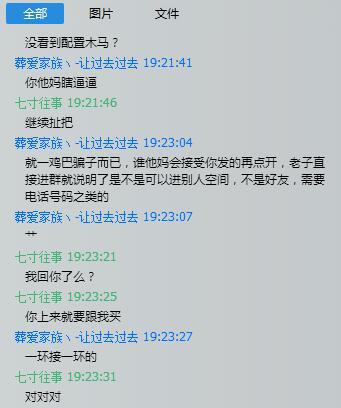 全部 图片 文件
没看到配置木马？
葬爱家族ヽ-让过去过去 19:21:41
你他妈瞎逼逼
七寸往事 19:21:46
继续扯把
葬爱家族ヽ-让过去过去 19:23:04
就一鸡巴骗子而已，谁他妈会接受你发的再点开，老子直
接进群就说明了是不是可以进别人空间，不是好友，需要
电话号码之类的
葬爱家族ヽ-让过去过去 19:23:07
艹
七寸往事 19:23:21
我回你了么？
七寸往事 19:23:25
你上来就要跟我买
葬爱家族ヽ-让过去过去 19:23:27
一环接一环的
七寸往事 19:23:31
对对对